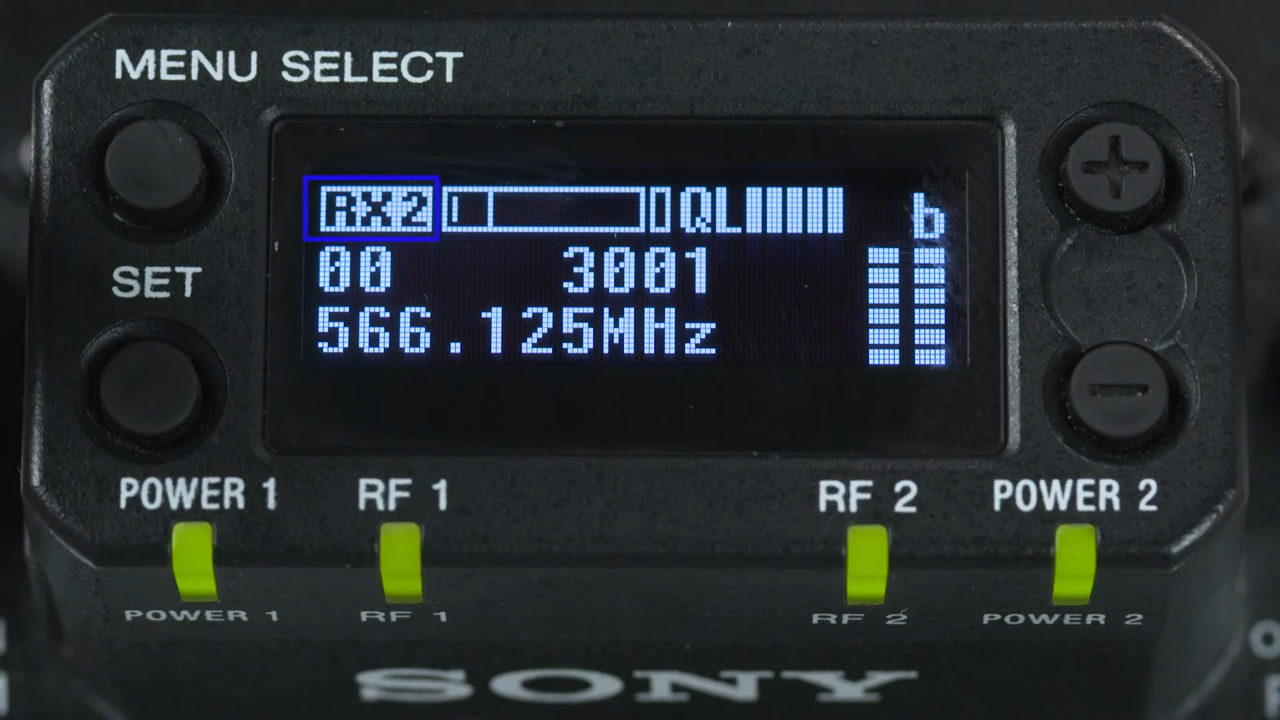 MENU SELECT
RX2 QL b
SET
00 3001
566.125MHz
POWER 1 RF 1 RF 2 POWER 2
POWER 1 RF 1 RF 2 POWER 2
SONY